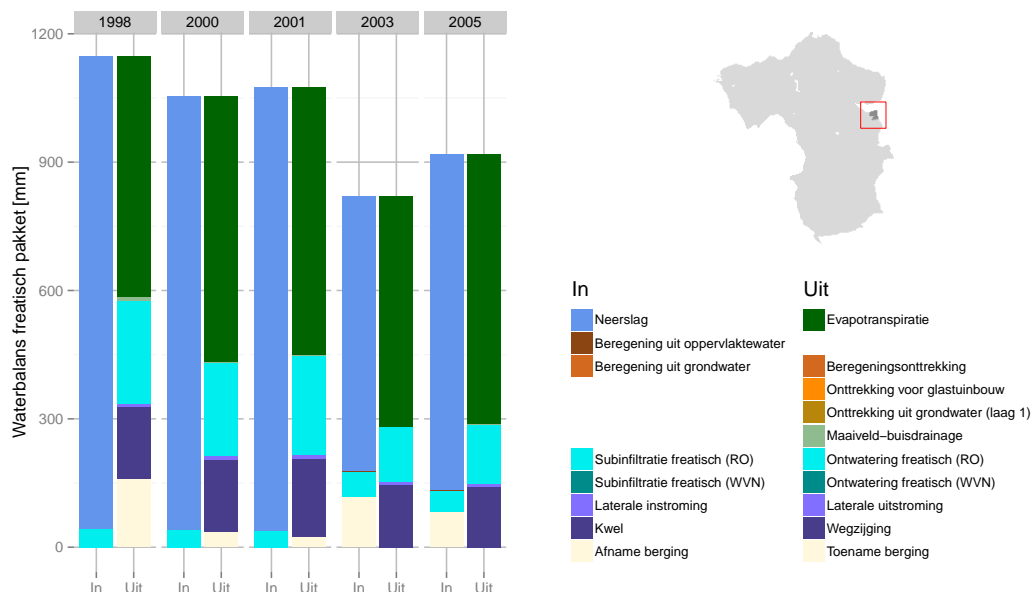 1998 2000 2001 2003 2005
Waterbalans freatisch pakket [mm]
1200
900
600
300
0
In Uit In Uit In Uit In Uit In Uit
In
Neerslag
Beregening uit oppervlaktewater
Beregening uit grondwater
Subinfiltratie freatisch (RO)
Subinfiltratie freatisch (WVN)
Laterale instroming
Kwel
Afname berging
Uit
Evapotranspiratie
Beregeningsonttrekking
Onttrekking voor glastuinbouw
Onttrekking uit grondwater (laag 1)
Maaiveld−buisdrainage
Ontwatering freatisch (RO)
Ontwatering freatisch (WVN)
Laterale uitstroming
Wegzijging
Toename berging